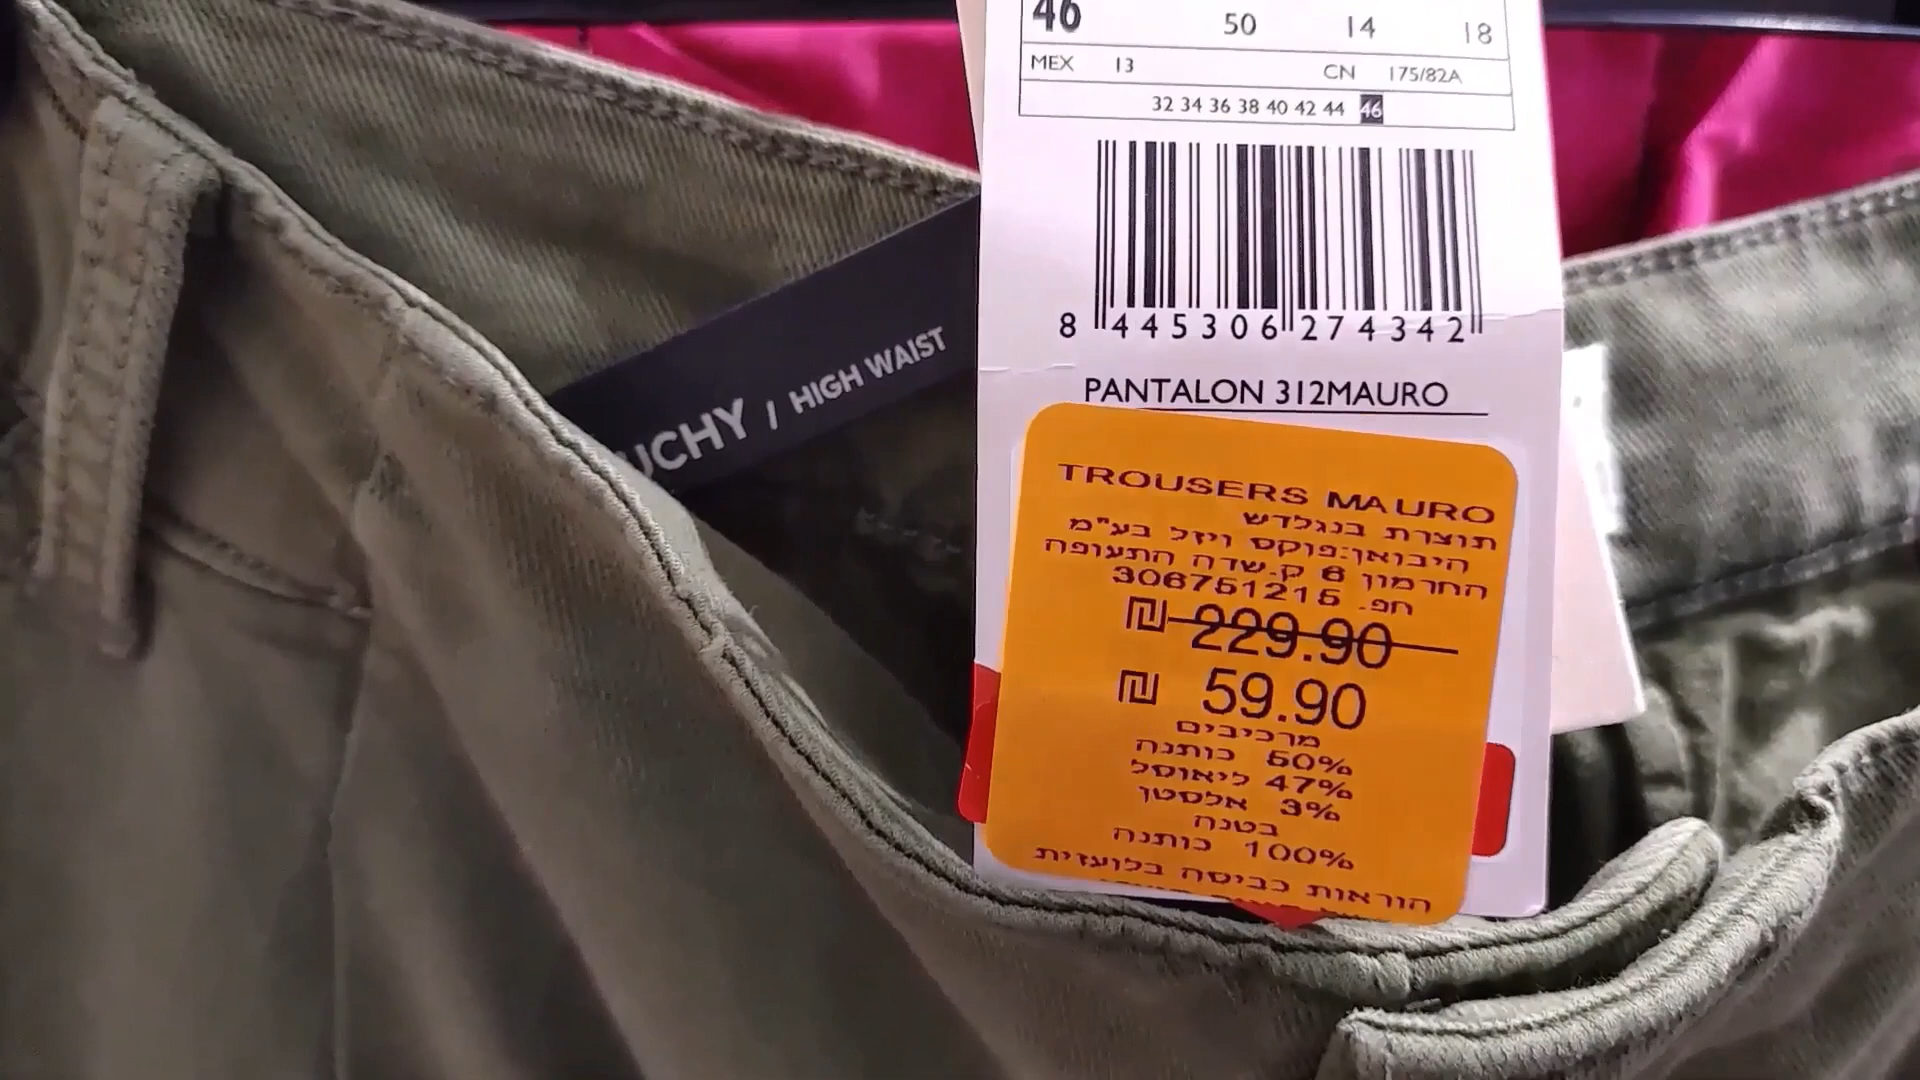 46 50 14 18
MEX 13 CN 175/82A
32 34 36 38 40 42 44 46
8 445306 274342
PANTALON 312MAURO
UCHY / HIGH WAIST
TROUSERS MAURO
תוצרת בנגלדש
היבואן:פוקס ויזל בע"מ
החרמון 6 ק.שדה התעופה
חפ. 306751215
₪ 229.90
₪ 59.90
מרכיבים
50% כותנה
47% ליאוסל
3% אלסטן
בטנה
100% כותנה
הוראות כביסה בלועזית